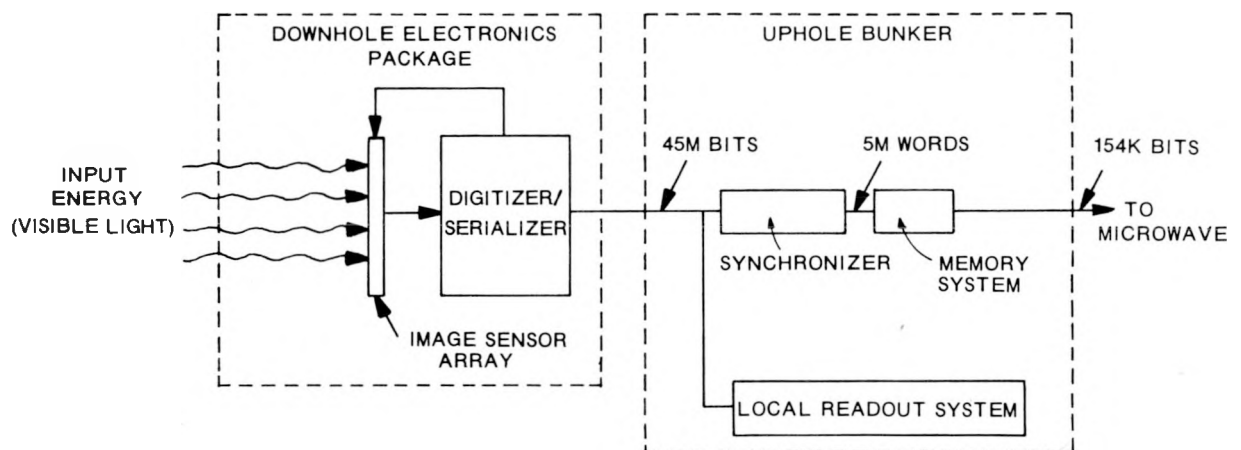 DOWNHOLE ELECTRONICS
PACKAGE
UPHOLE BUNKER
INPUT
ENERGY
(VISIBLE LIGHT)
DIGITIZER/
SERIALIZER
IMAGE SENSOR
ARRAY
45M BITS
5M WORDS
154K BITS
SYNCHRONIZER
MEMORY
SYSTEM
TO
MICROWAVE
LOCAL READOUT SYSTEM